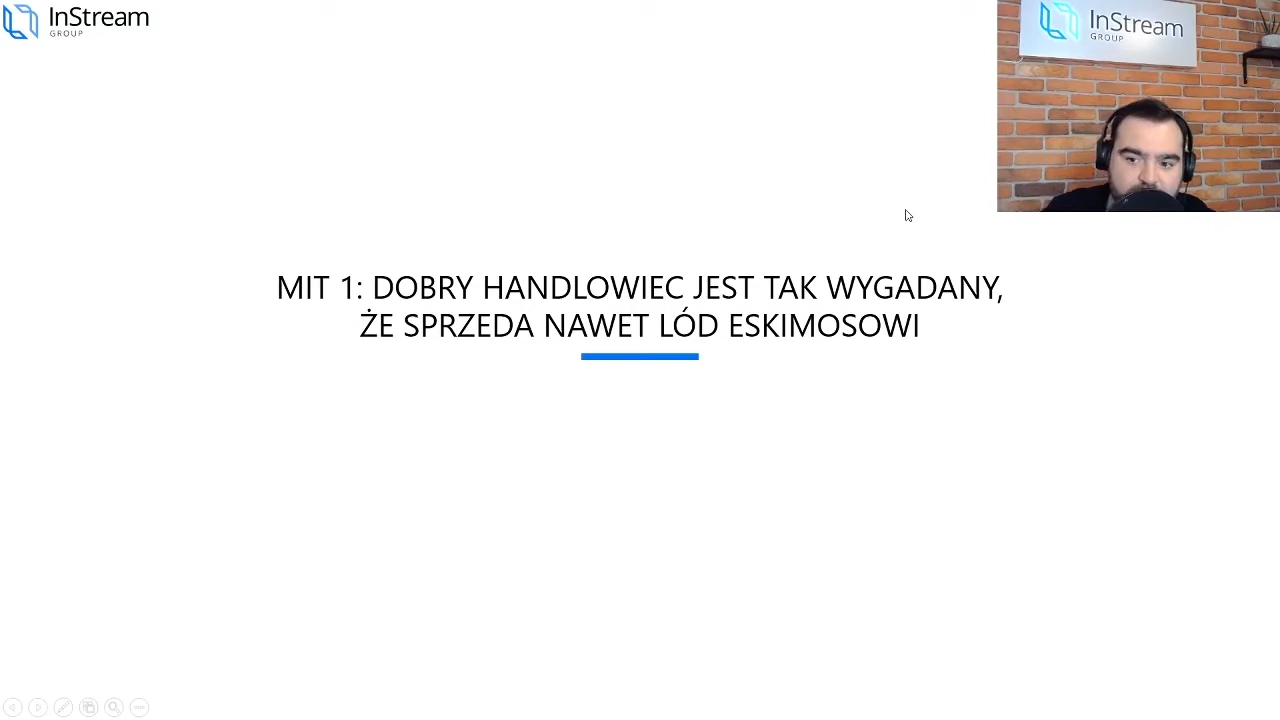 InStream
GROUP
InStream
GROUP
MIT 1: DOBRY HANDLOWIEC JEST TAK WYGADANY,
ŻE SPRZEDA NAWET LÓD ESKIMOSOWI